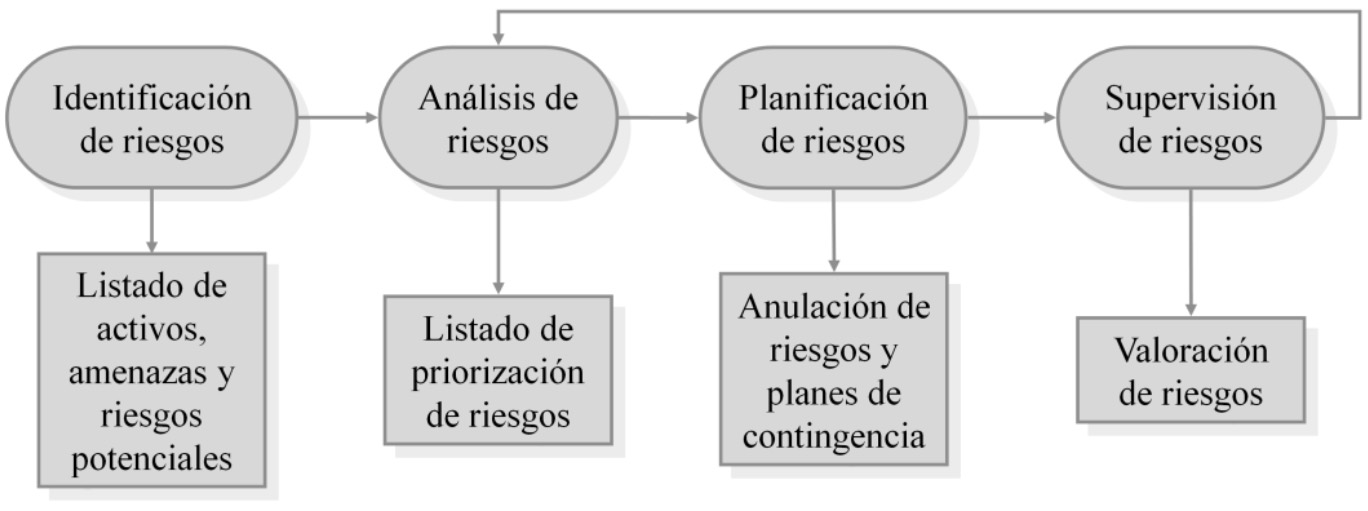 Identificación
de riesgos
Análisis de
riesgos
Planificación
de riesgos
Supervisión
de riesgos
Listado de
activos,
amenazas y
riesgos
potenciales
Listado de
priorización
de riesgos
Anulación de
riesgos y
planes de
contingencia
Valoración
de riesgos